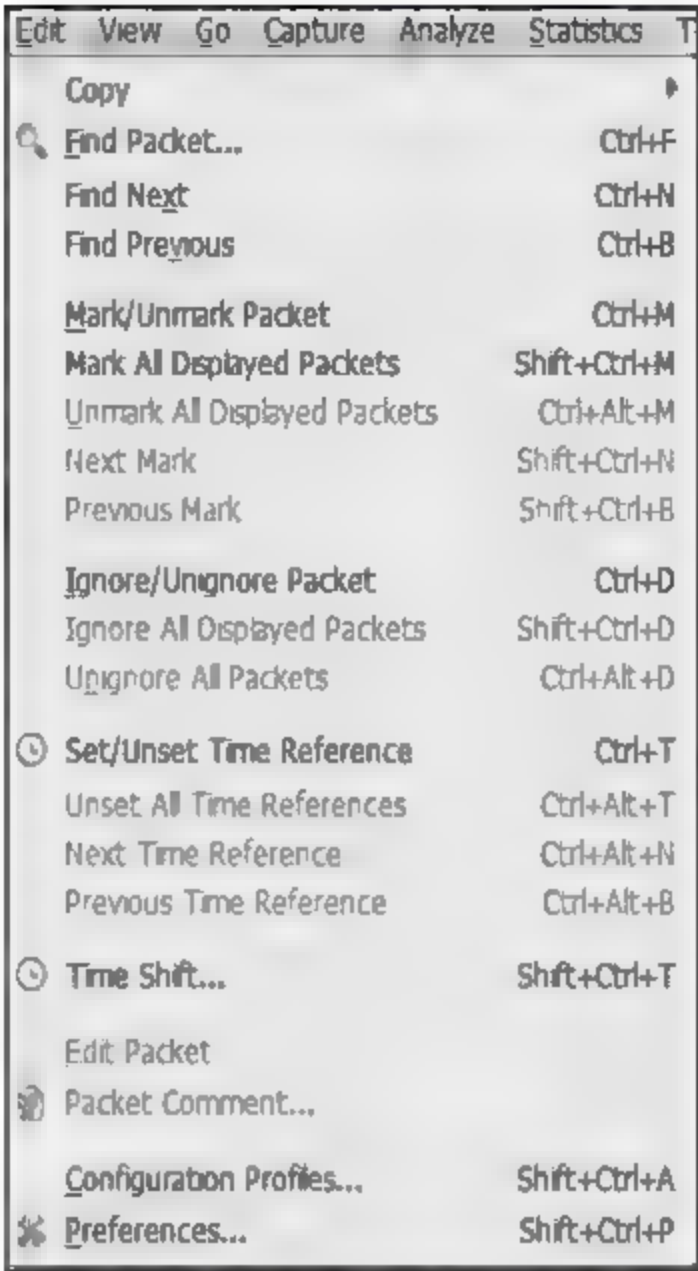 Edit View Go Capture Analyze Statistics T
Copy
Find Packet... Ctrl+F
Find Next Ctrl+N
Find Previous Ctrl+B
Mark/Unmark Packet Ctrl+M
Mark All Displayed Packets Shift+Ctrl+M
Unmark All Displayed Packets Ctrl+Alt+M
Next Mark Shift+Ctrl+N
Previous Mark Shift+Ctrl+B
Ignore/Unignore Packet Ctrl+D
Ignore All Displayed Packets Shift+Ctrl+D
Unignore All Packets Ctrl+Alt+D
Set/Unset Time Reference Ctrl+T
Unset All Time References Ctrl+Alt+T
Next Time Reference Ctrl+Alt+N
Previous Time Reference Ctrl+Alt+B
Time Shift... Shift+Ctrl+T
Edit Packet
Packet Comment...
Configuration Profiles... Shift+Ctrl+A
Preferences... Shift+Ctrl+P